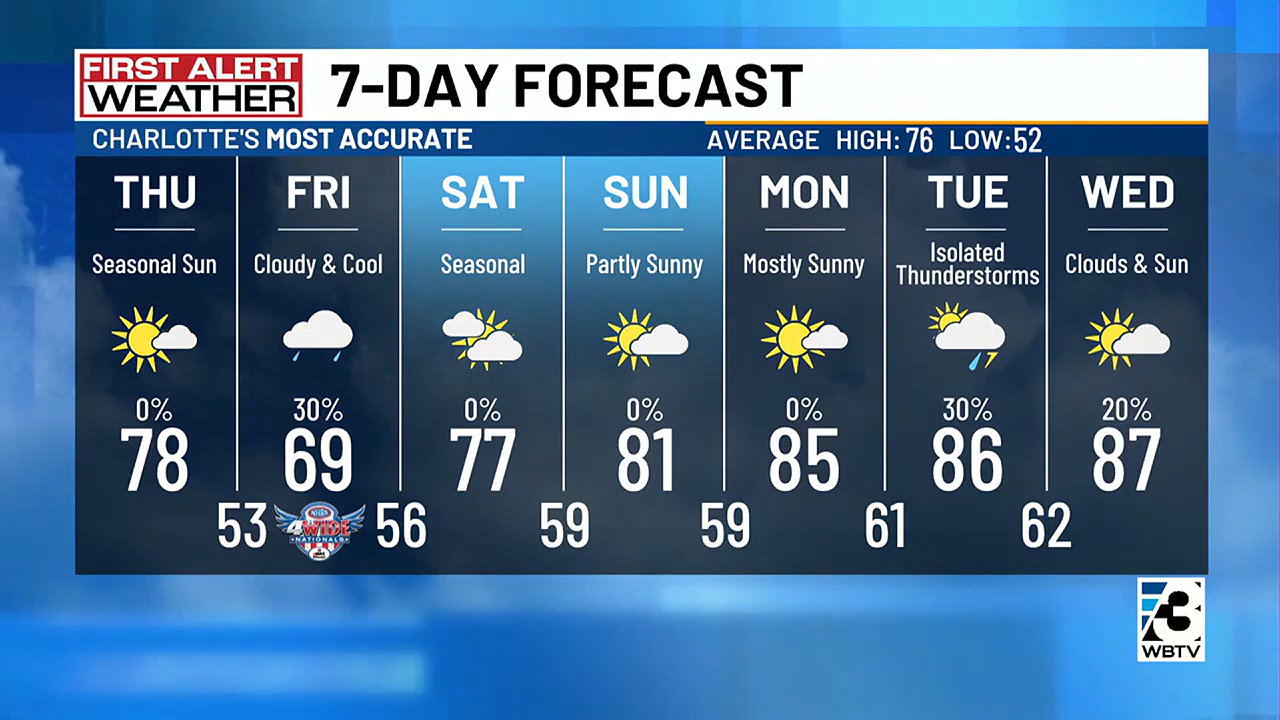 FIRST ALERT
WEATHER
7-DAY FORECAST
CHARLOTTE'S MOST ACCURATE
AVERAGE HIGH: 76 LOW:52
THU FRI SAT SUN MON TUE WED
Seasonal Sun
Cloudy & Cool
Seasonal
Partly Sunny
Mostly Sunny
Isolated
Thunderstorms
Clouds & Sun
0% 30% 0% 0% 0% 30% 20%
78 69 77 81 85 86 87
53 56 59 59 61 62
NHRA
4WIDE
NATIONALS
3
WBTV